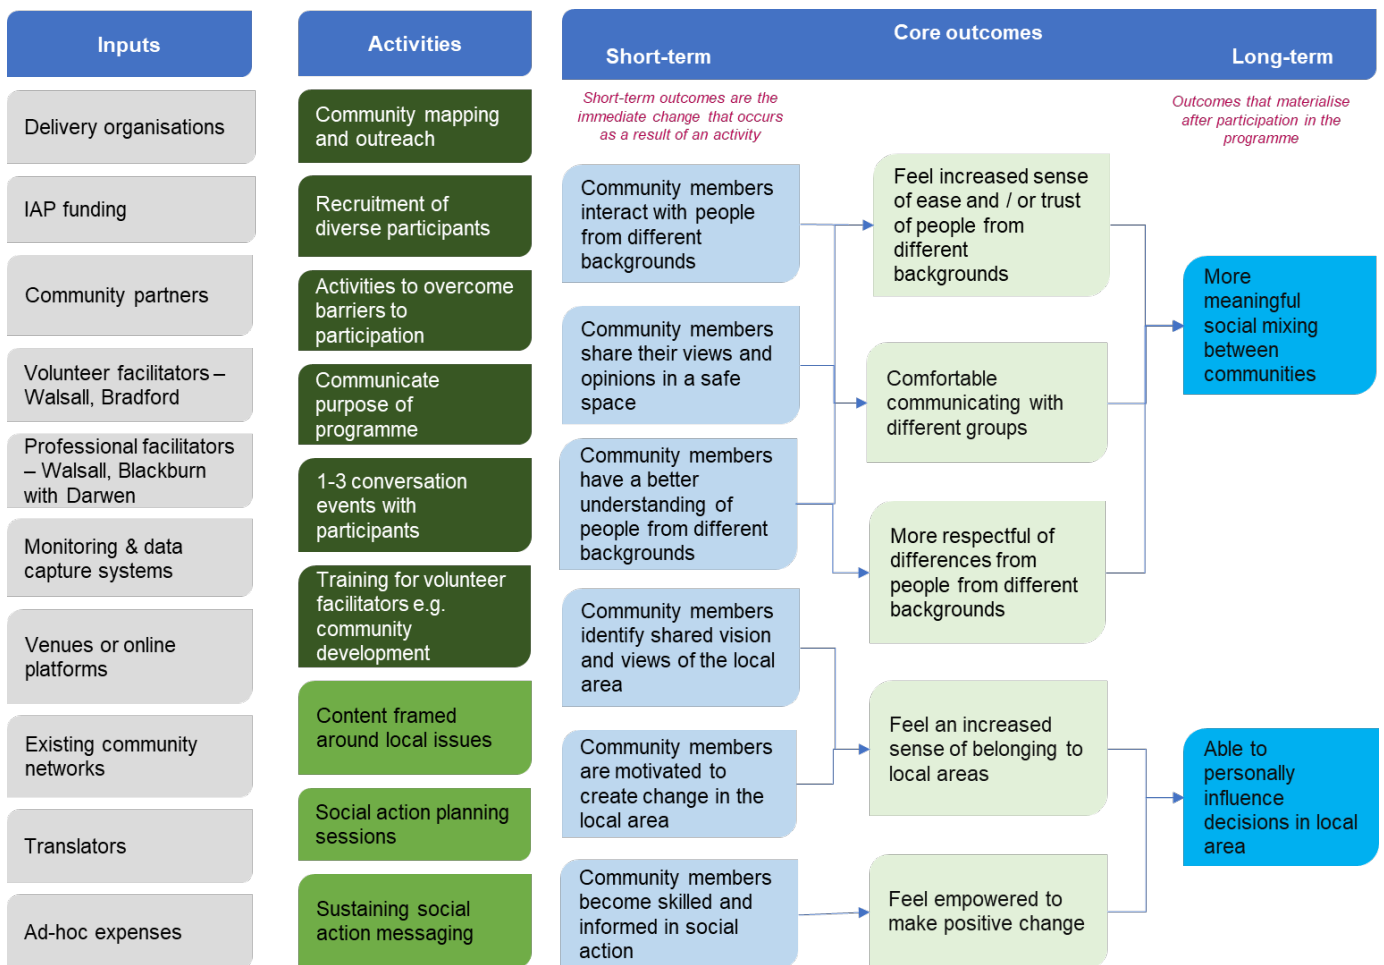 Inputs
Delivery organisations
IAP funding
Community partners
Volunteer facilitators –
Walsall, Bradford
Professional facilitators
– Walsall, Blackburn
with Darwen
Monitoring & data
capture systems
Venues or online
platforms
Existing community
networks
Translators
Ad-hoc expenses
Activities
Community mapping
and outreach
Recruitment of
diverse participants
Activities to overcome
barriers to
participation
Communicate
purpose of
programme
1-3 conversation
events with
participants
Training for volunteer
facilitators e.g.
community
development
Content framed
around local issues
Social action planning
sessions
Sustaining social
action messaging
Core outcomes
Short-term
Short-term outcomes are the
immediate change that occurs
as a result of an activity
Community members
interact with people
from different
backgrounds
Community members
share their views and
opinions in a safe
space
Community members
have a better
understanding of
people from different
backgrounds
Community members
identify shared vision
and views of the local
area
Community members
are motivated to
create change in the
local area
Community members
become skilled and
informed in social
action
Feel increased sense
of ease and / or trust
of people from
different
backgrounds
Comfortable
communicating with
different groups
More respectful of
differences from
people from different
backgrounds
Feel an increased
sense of belonging to
local areas
Feel empowered to
make positive change
Long-term
Outcomes that materialise
after participation in the
programme
More
meaningful
social mixing
between
communities
Able to
personally
influence
decisions in local
area